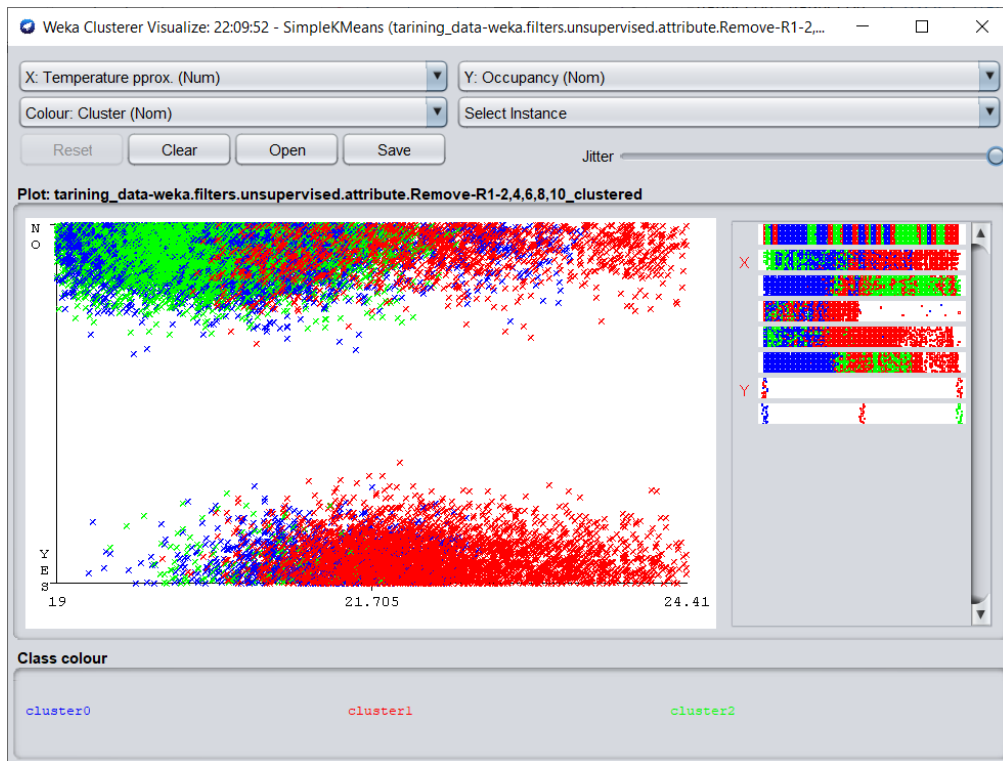 Weka Clusterer Visualize: 22:09:52 - SimpleKMeans (tarining_data-weka.filters.unsupervised.attribute.Remove-R1-2,...
X: Temperature pprox. (Num)
Y: Occupancy (Nom)
Colour: Cluster (Nom)
Select Instance
Reset
Clear
Open
Save
Jitter
Plot: tarining_data-weka.filters.unsupervised.attribute.Remove-R1-2,4,6,8,10_clustered
NO
YES
19
21.705
24.41
X
Y
Class colour
cluster0
cluster1
cluster2